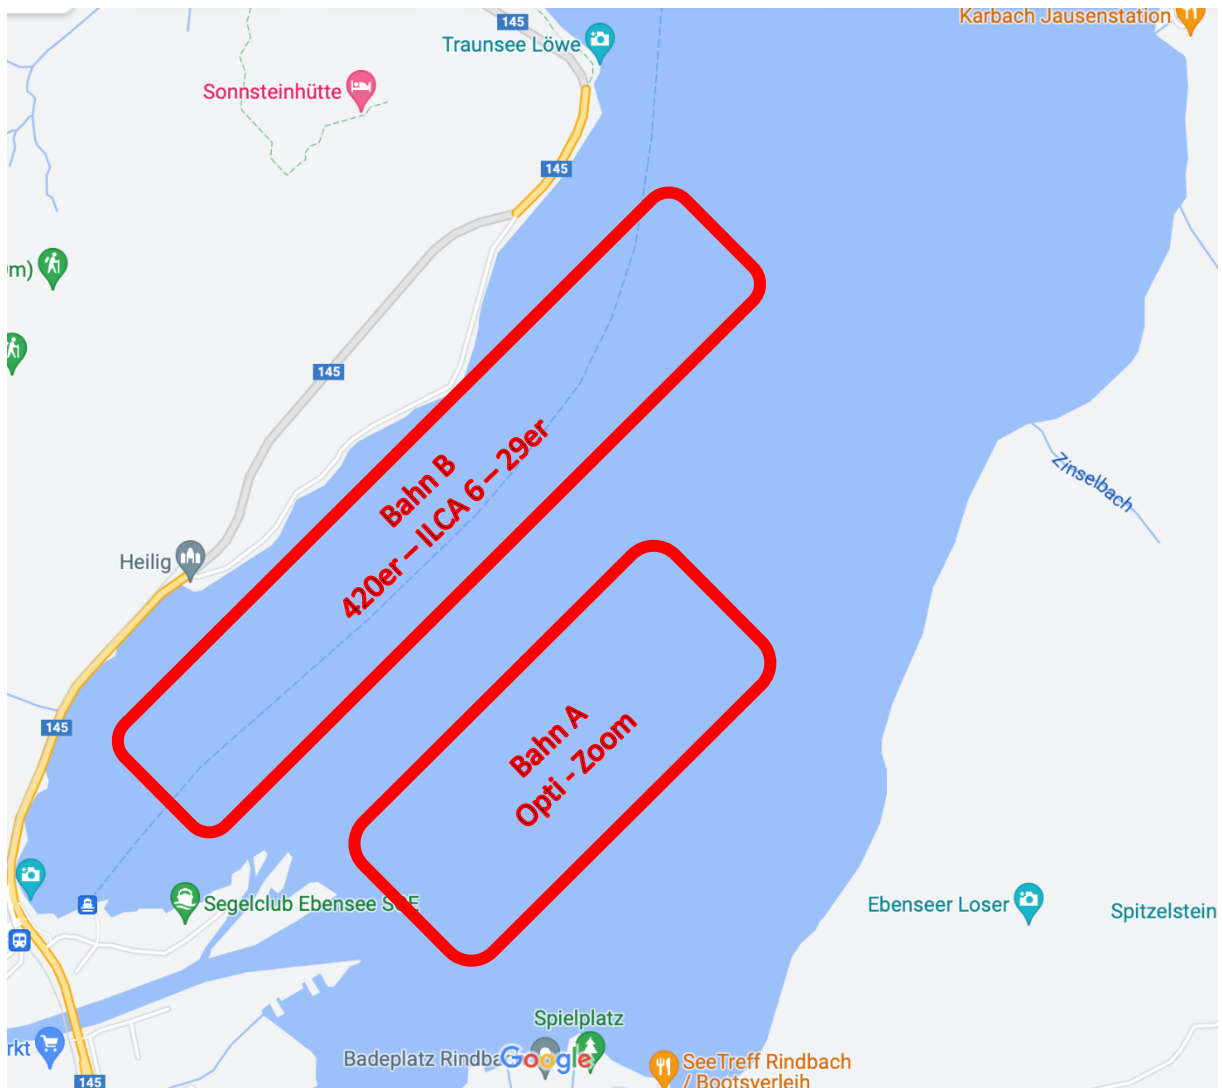 145
Karbach Jausenstation
Traunsee Löwe
Sonnsteinhütte
145
m)
145
Bahn B
420er – ILCA 6 – 29er
Zinselbach
Heilig
145
Bahn A
Opti - Zoom
Segelclub Ebensee SCE
Ebenseer Loser
Spitzelstein
Spielplatz
rkt
Badeplatz Rindba
Google
SeeTreff Rindbach
/ Bootsverleih
145